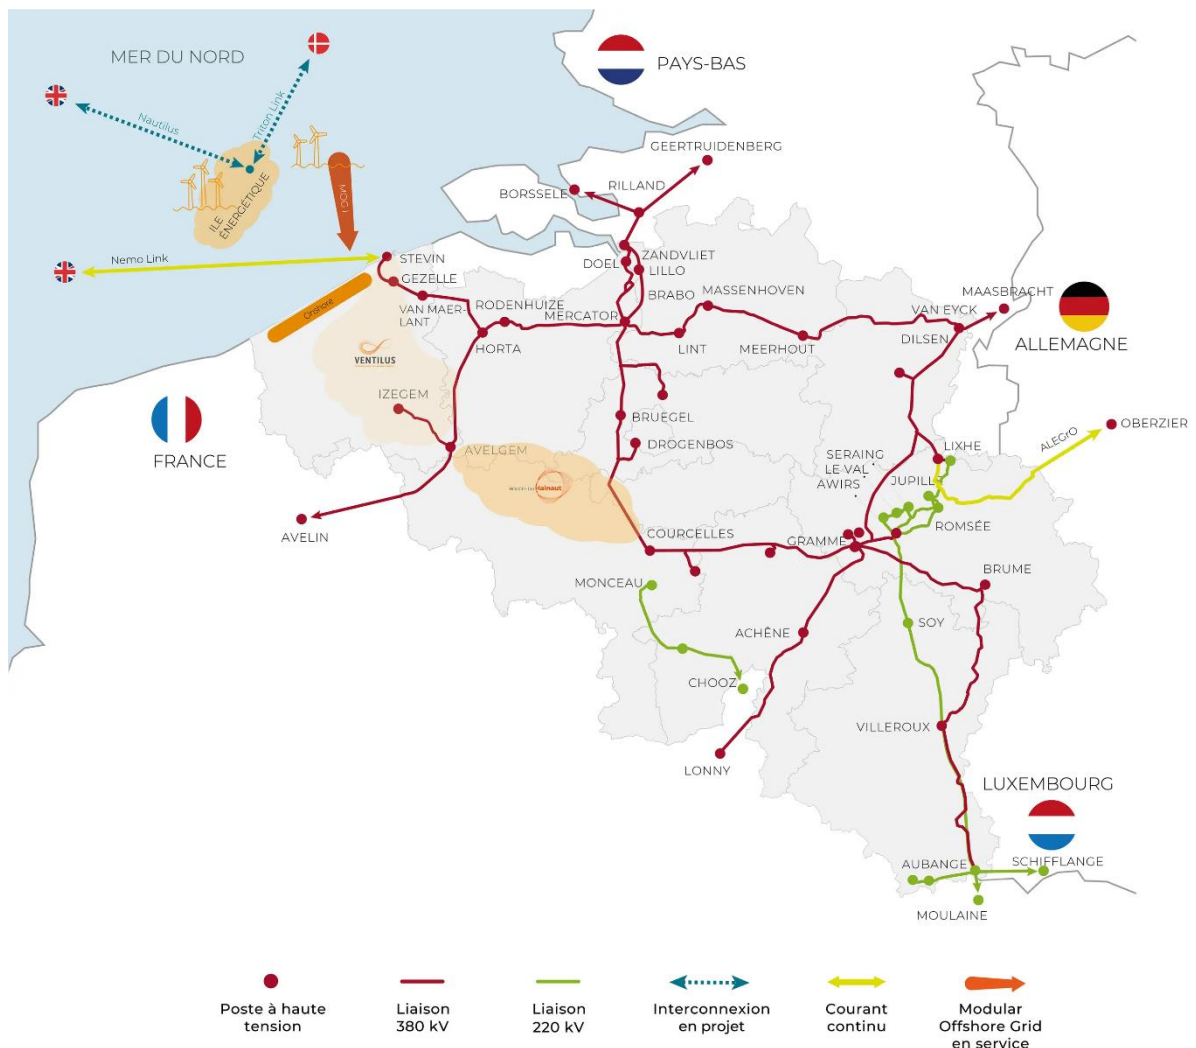 MER DU NORD
PAYS-BAS
Nautilus
Triton Link
MOG I
ILE
ÉNERGÉTIQUE
GEERTRUIDENBERG
BORSSELE
RILLAND
Nemo Link
STEVIN
GEZELLE
ZANDVLIET
DOEL
LILLO
Onshore
VAN MAER-
LANT
RODENHUIZE
BRABO
MASSENHOVEN
MAASBRACHT
MERCATOR
VAN EYCK
HORTA
LINT
MEERHOUT
DILSEN
ALLEMAGNE
VENTILUS
IZEGEM
FRANCE
BRUEGEL
OBERZIER
AVELGEM
DROGENBOS
SERAING
LE VAL
AWIRS
LIXHE
ALEGrO
JUPILL
Hainaut
AVELIN
COURCELLES
GRAMME
ROMSÉE
MONCEAU
BRUME
ACHÊNE
SOY
CHOOZ
VILLEROUX
LONNY
LUXEMBOURG
AUBANGE
SCHIFFLANGE
MOULAINE
Poste à haute
tension
Liaison
380 kV
Liaison
220 kV
Interconnexion
en projet
Courant
continu
Modular
Offshore Grid
en service